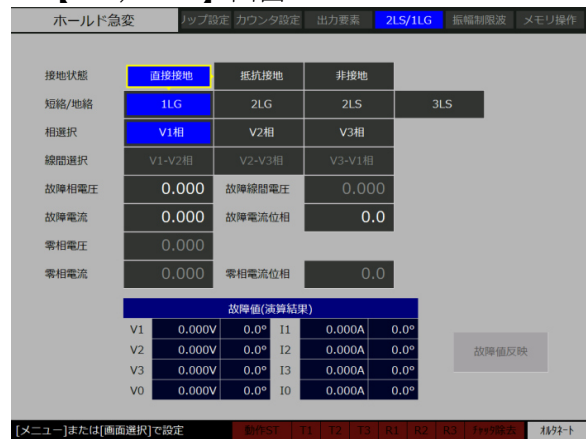 ホールド急変 リップ設定 カウンタ設定 出力要素 2LS/1LG 振幅制限波 メモリ操作
接地状態 直接接地 抵抗接地 非接地
短絡/地絡 1LG 2LG 2LS 3LS
相選択 V1相 V2相 V3相
線間選択 V1-V2相 V2-V3相 V3-V1相
故障相電圧 0.000 故障線間電圧 0.000
故障電流 0.000 故障電流位相 0.0
零相電圧 0.000
零相電流 0.000 零相電流位相 0.0
故障値(演算結果)
V1 0.000V 0.0° I1 0.000A 0.0°
V2 0.000V 0.0° I2 0.000A 0.0°
V3 0.000V 0.0° I3 0.000A 0.0°
V0 0.000V 0.0° I0 0.000A 0.0°
故障値反映
[メニュー]または[画面選択]で設定 動作ST T1 T2 T3 R1 R2 R3 ﾁｬﾀﾘ除去 ｵﾙﾀﾈｰﾄ